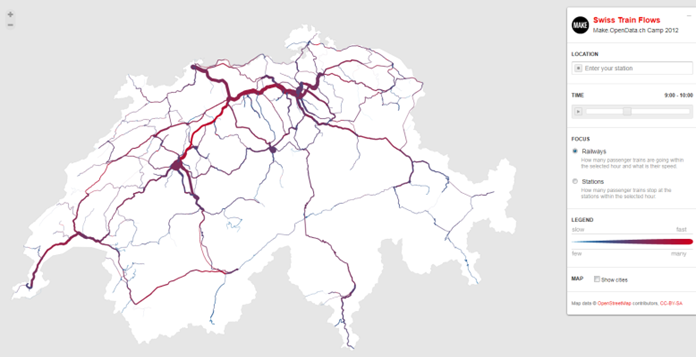 MAKE
Swiss Train Flows
Make.OpenData.ch Camp 2012
LOCATION
Enter your station
TIME 9:00 - 10:00
FOCUS
Railways
How many passenger trains are going within
the selected hour and what is their speed.
Stations
How many passenger trains stop at the
stations within the selected hour.
LEGEND
slow fast
few many
MAP Show cities
Map data © OpenStreetMap contributors, CC-BY-SA